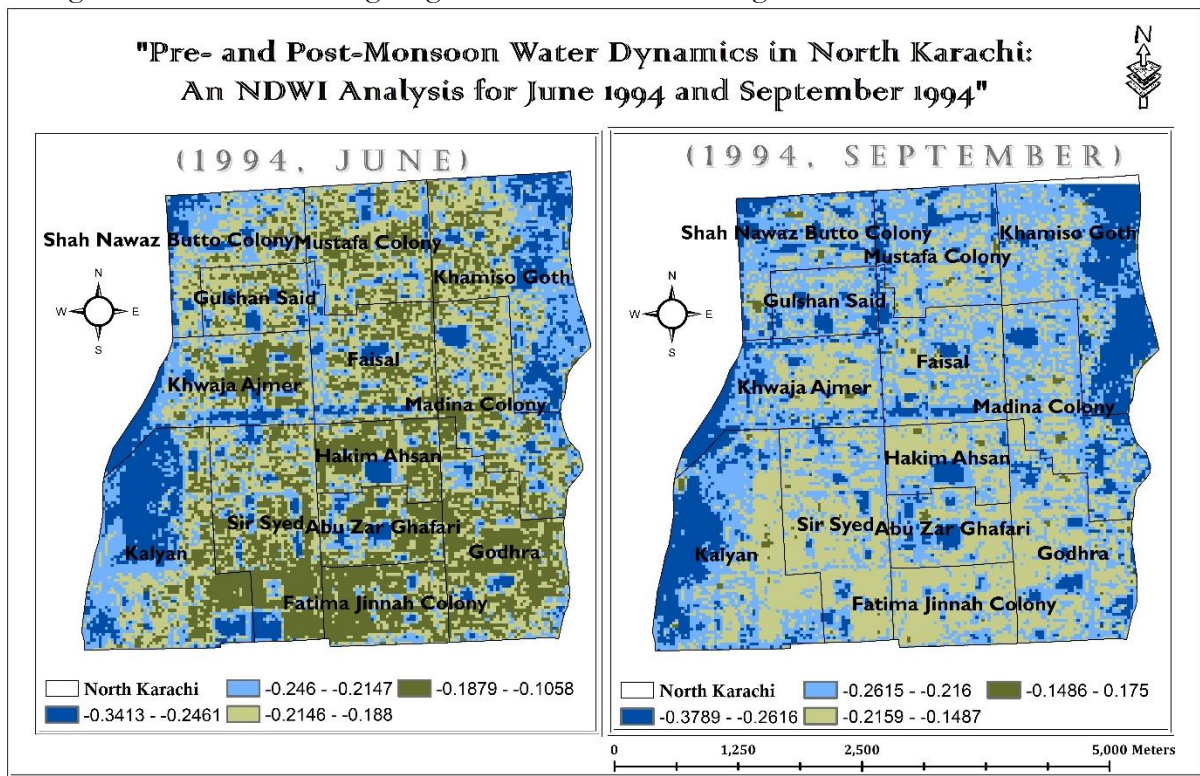 "Pre- and Post-Monsoon Water Dynamics in North Karachi:
An NDWI Analysis for June 1994 and September 1994"
N
(1994, JUNE)
Shah Nawaz Butto Colony
Mustafa Colony
Khamiso Goth
Gulshan Said
N
W
E
S
Faisal
Khwaja Ajmer
Madina Colony
Hakim Ahsan
Sir Syed
Abu Zar Ghafari
Kalyan
Godhra
Fatima Jinnah Colony
North Karachi
-0.246 - -0.2147
-0.1879 - -0.1058
-0.3413 - -0.2461
-0.2146 - -0.188
(1994, SEPTEMBER)
Shah Nawaz Butto Colony
Khamiso Goth
Mustafa Colony
N
W
E
S
Gulshan Said
Faisal
Khwaja Ajmer
Madina Colony
Hakim Ahsan
Sir Syed
Abu Zar Ghafari
Kalyan
Godhra
Fatima Jinnah Colony
North Karachi
-0.2615 - -0.216
-0.1486 - 0.175
-0.3789 - -0.2616
-0.2159 - -0.1487
0 1,250 2,500 5,000 Meters